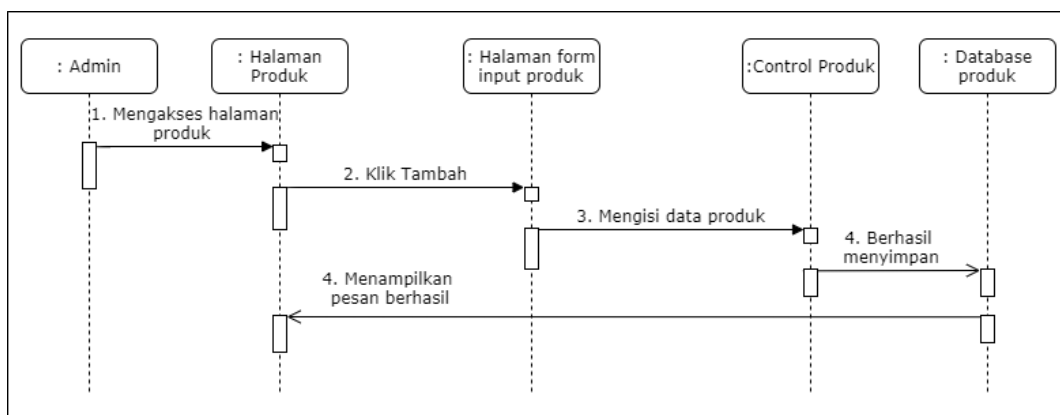 : Admin
: Halaman
Produk
: Halaman form
input produk
:Control Produk
: Database
produk
1. Mengakses halaman
produk
2. Klik Tambah
3. Mengisi data produk
4. Berhasil
menyimpan
4. Menampilkan
pesan berhasil